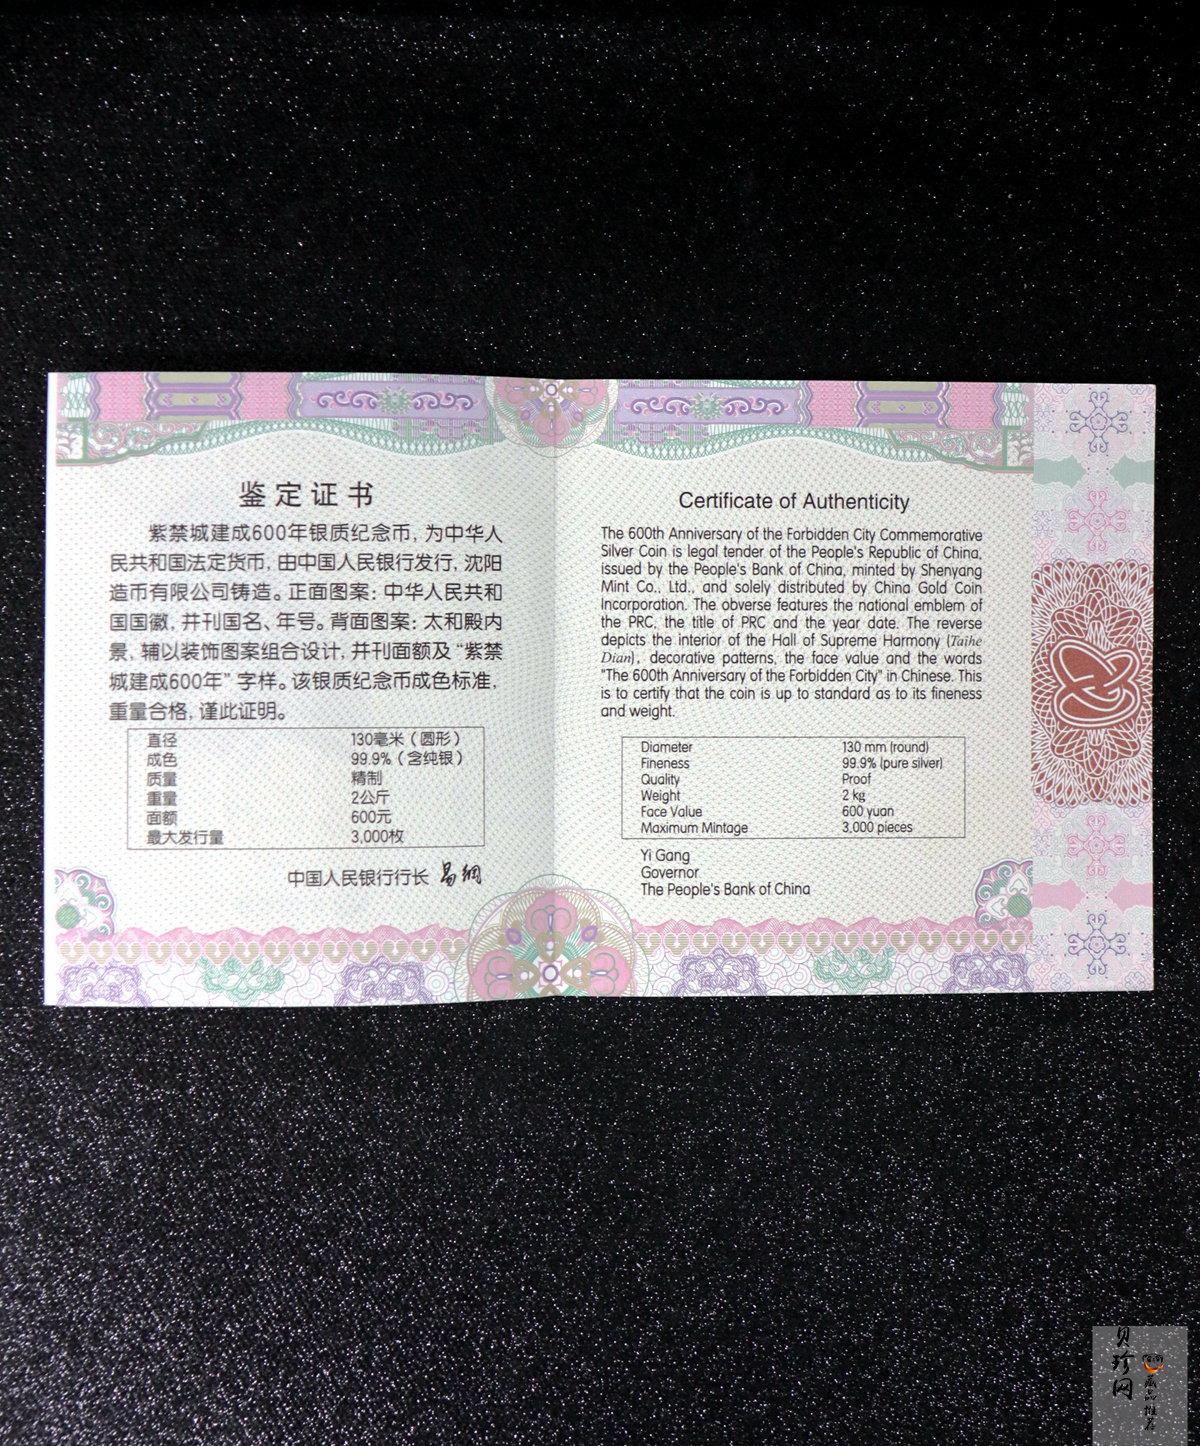 鉴定证书
紫禁城建成600年银质纪念币，为中华人
民共和国法定货币，由中国人民银行发行，沈阳
造币有限公司铸造。正面图案：中华人民共和
国国徽，并刊国名、年号。背面图案：太和殿内
景，辅以装饰图案组合设计，并刊面额及“紫禁
城建成600年”字样。该银质纪念币成色标准，
重量合格，谨此证明。
直径 130毫米（圆形）
成色 99.9%（含纯银）
质量 精制
重量 2公斤
面额 600元
最大发行量 3,000枚
中国人民银行行长 易纲
Certificate of Authenticity
The 600th Anniversary of the Forbidden City Commemorative
Silver Coin is legal tender of the People's Republic of China,
issued by the People's Bank of China, minted by Shenyang
Mint Co., Ltd., and solely distributed by China Gold Coin
Incorporation. The obverse features the national emblem of
the PRC, the title of PRC and the year date. The reverse
depicts the interior of the Hall of Supreme Harmony (Taihe
Dian), decorative patterns, the face value and the words
"The 600th Anniversary of the Forbidden City" in Chinese. This
is to certify that the coin is up to standard as to its fineness
and weight.
Diameter 130 mm (round)
Fineness 99.9% (pure silver)
Quality Proof
Weight 2 kg
Face Value 600 yuan
Maximum Mintage 3,000 pieces
Yi Gang
Governor
The People's Bank of China
贝珍网
藏品推荐